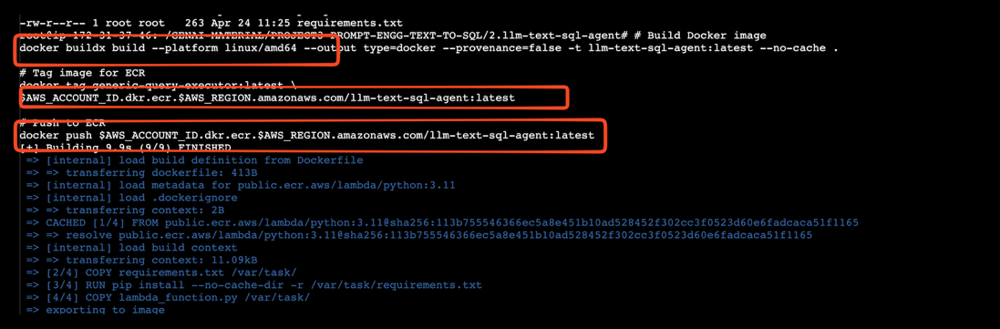 -rw-r--r-- 1 root root   263 Apr 24 11:25 requirements.txt
root@ip-172-31-37-46: /GENAI-MATERIAL/PROJECTS-PROMPT-ENGG-TEXT-TO-SQL/2.llm-text-sql-agent# # Build Docker image
docker buildx build --platform linux/amd64 --output type=docker --provenance=false -t llm-text-sql-agent:latest --no-cache .
# Tag image for ECR
docker tag generic-query-executor:latest \
$AWS_ACCOUNT_ID.dkr.ecr.$AWS_REGION.amazonaws.com/llm-text-sql-agent:latest
# Push to ECR
docker push $AWS_ACCOUNT_ID.dkr.ecr.$AWS_REGION.amazonaws.com/llm-text-sql-agent:latest
[+] Building 9.9s (9/9) FINISHED
=> [internal] load build definition from Dockerfile
=> => transferring dockerfile: 413B
=> [internal] load metadata for public.ecr.aws/lambda/python:3.11
=> [internal] load .dockerignore
=> => transferring context: 2B
=> CACHED [1/4] FROM public.ecr.aws/lambda/python:3.11@sha256:113b755546366ec5a8e451b10ad528452f302cc3f0523d60e6fadcaca51f1165
=> => resolve public.ecr.aws/lambda/python:3.11@sha256:113b755546366ec5a8e451b10ad528452f302cc3f0523d60e6fadcaca51f1165
=> [internal] load build context
=> => transferring context: 11.09kB
=> [2/4] COPY requirements.txt /var/task/
=> [3/4] RUN pip install --no-cache-dir -r /var/task/requirements.txt
=> [4/4] COPY lambda_function.py /var/task/
=> exporting to image